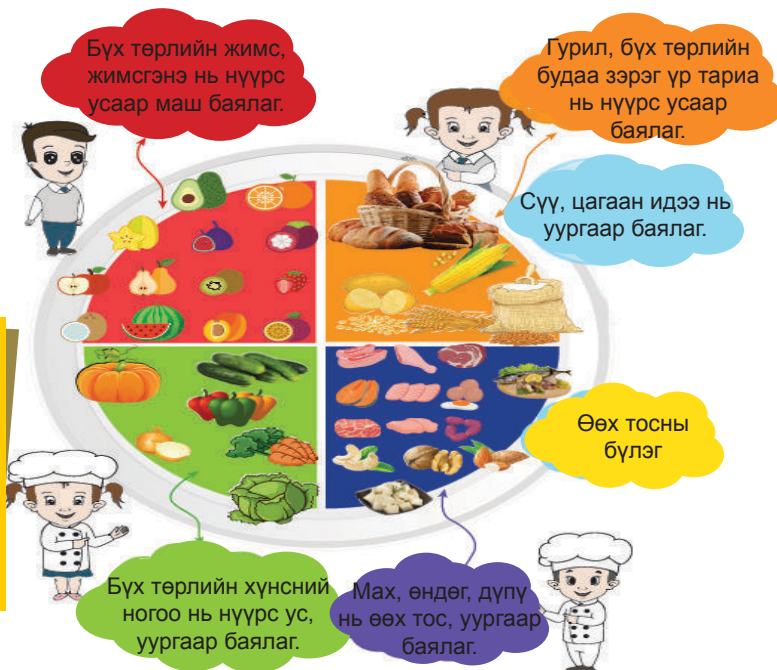 Бүх төрлийн жимс,
жимсгэнэ нь нүүрс
усаар маш баялаг.
Гурил, бүх төрлийн
будаа зэрэг үр тариа
нь нүүрс усаар
баялаг.
Сүү, цагаан идээ нь
уургаар баялаг.
Өөх тосны
бүлэг
Бүх төрлийн хүнсний
ногоо нь нүүрс ус,
уургаар баялаг.
Мах, өндөг, дүпү
нь өөх тос, уургаар
баялаг.